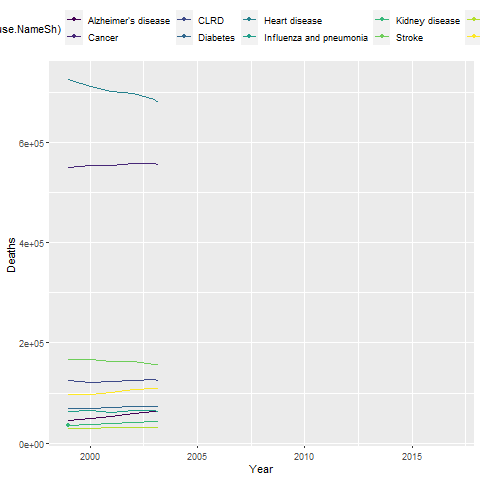 use.NameSh)
Alzheimer's disease
CLRD
Heart disease
Kidney disease
Cancer
Diabetes
Influenza and pneumonia
Stroke
6e+05
4e+05
2e+05
0e+00
Deaths
2000
2005
2010
2015
Year